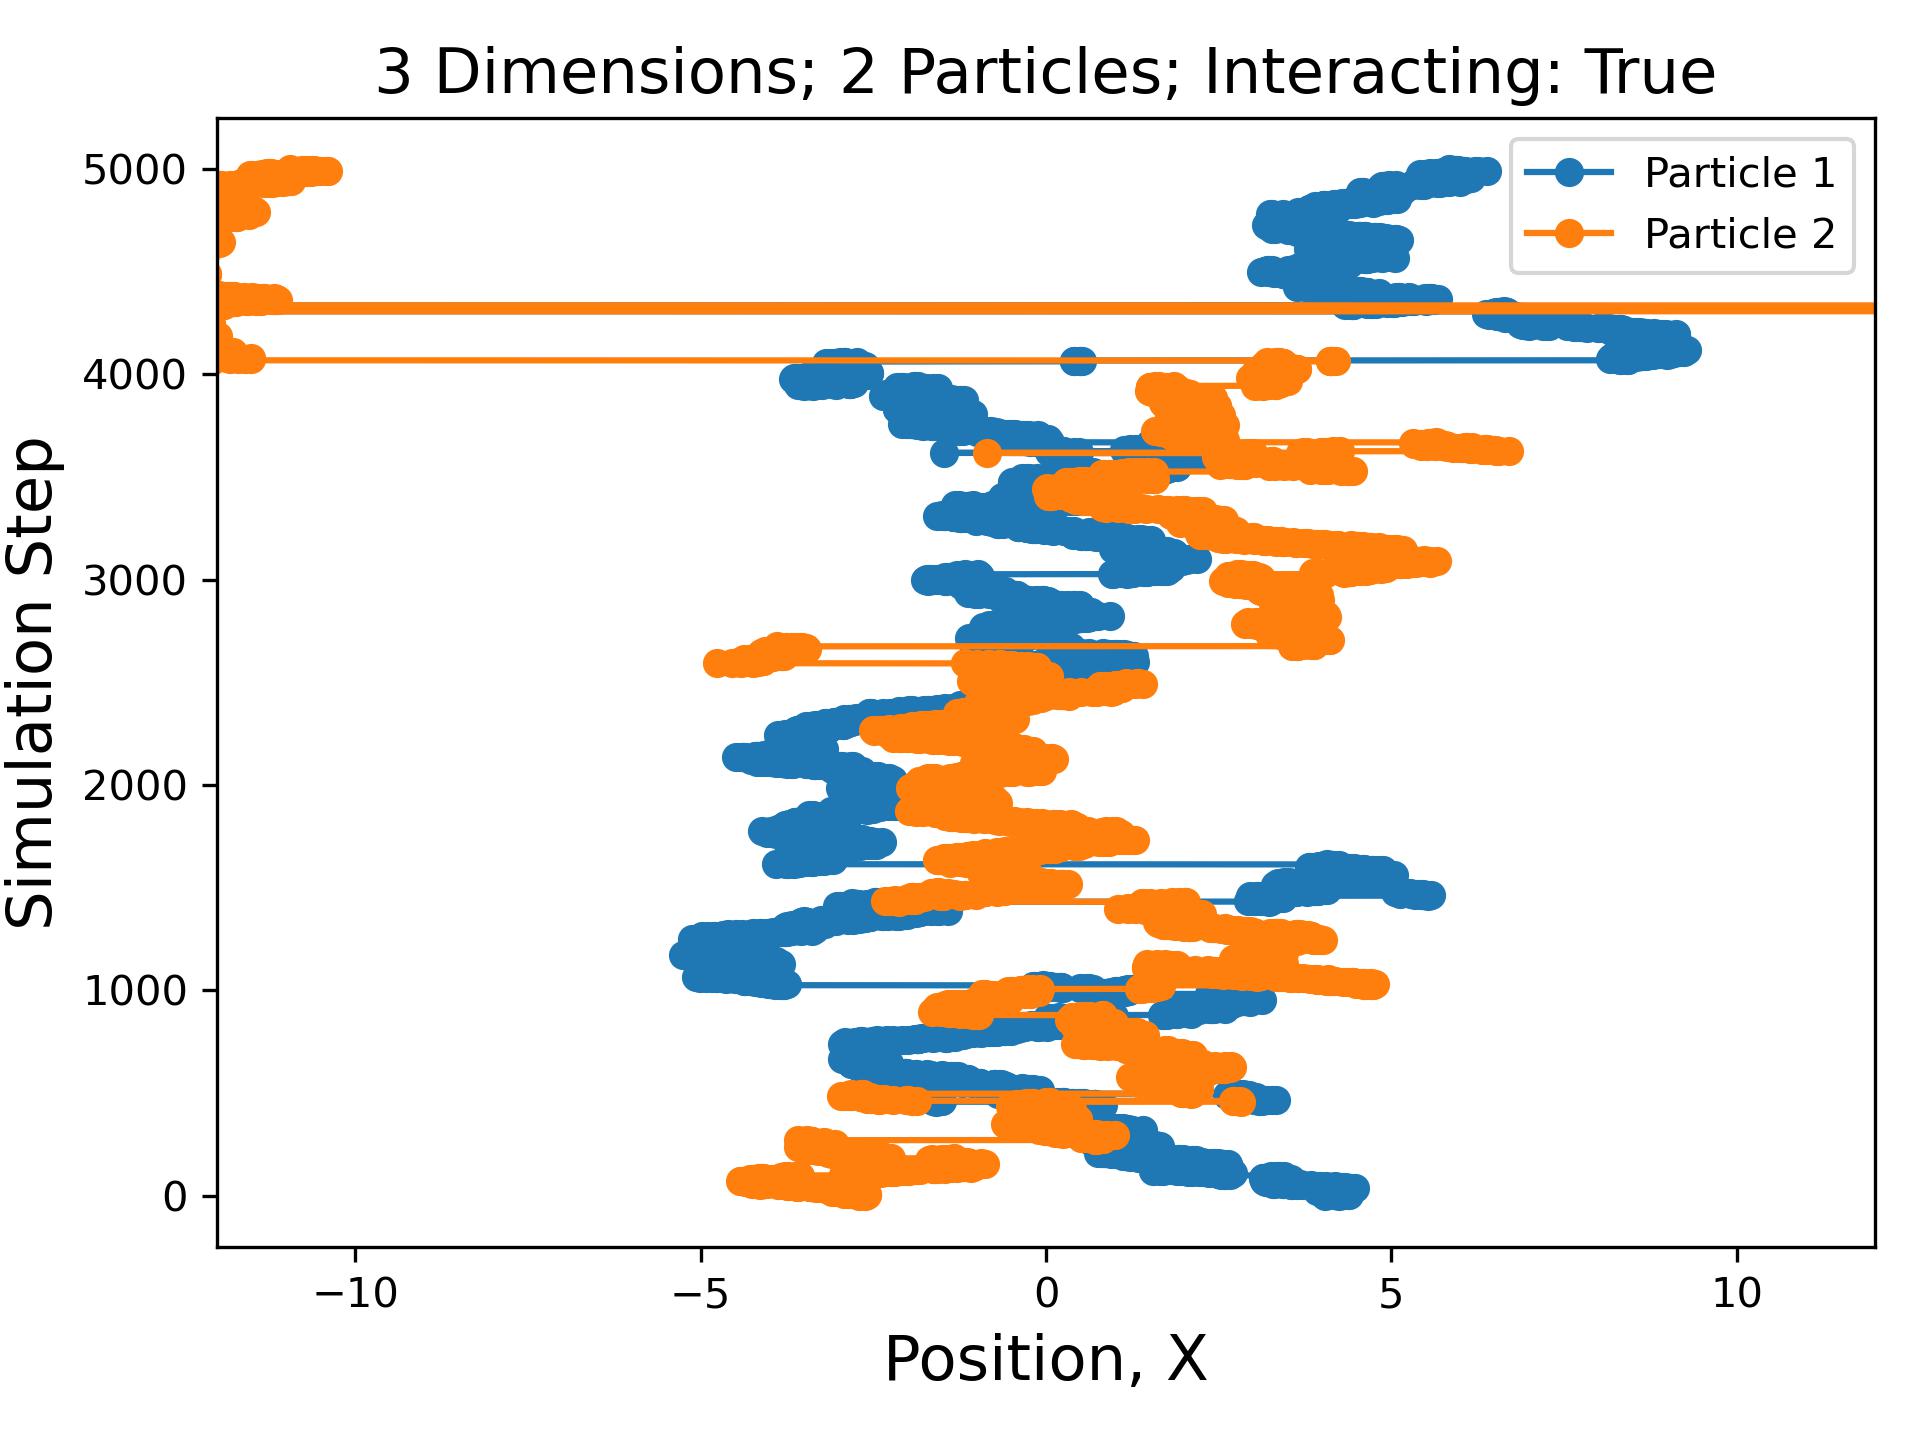 3 Dimensions; 2 Particles; Interacting: True
Particle 1
Particle 2
Simulation Step
5000
4000
3000
2000
1000
0
−10
−5
0
5
10
Position, X